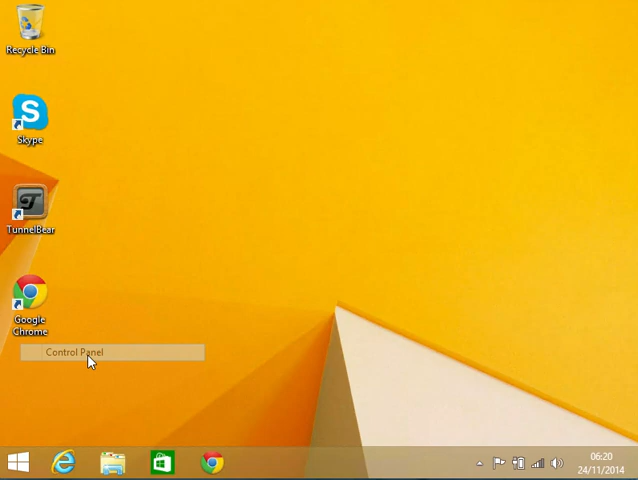 Recycle Bin
Skype
TunnelBear
Google
Chrome
Control Panel
06:20
24/11/2014